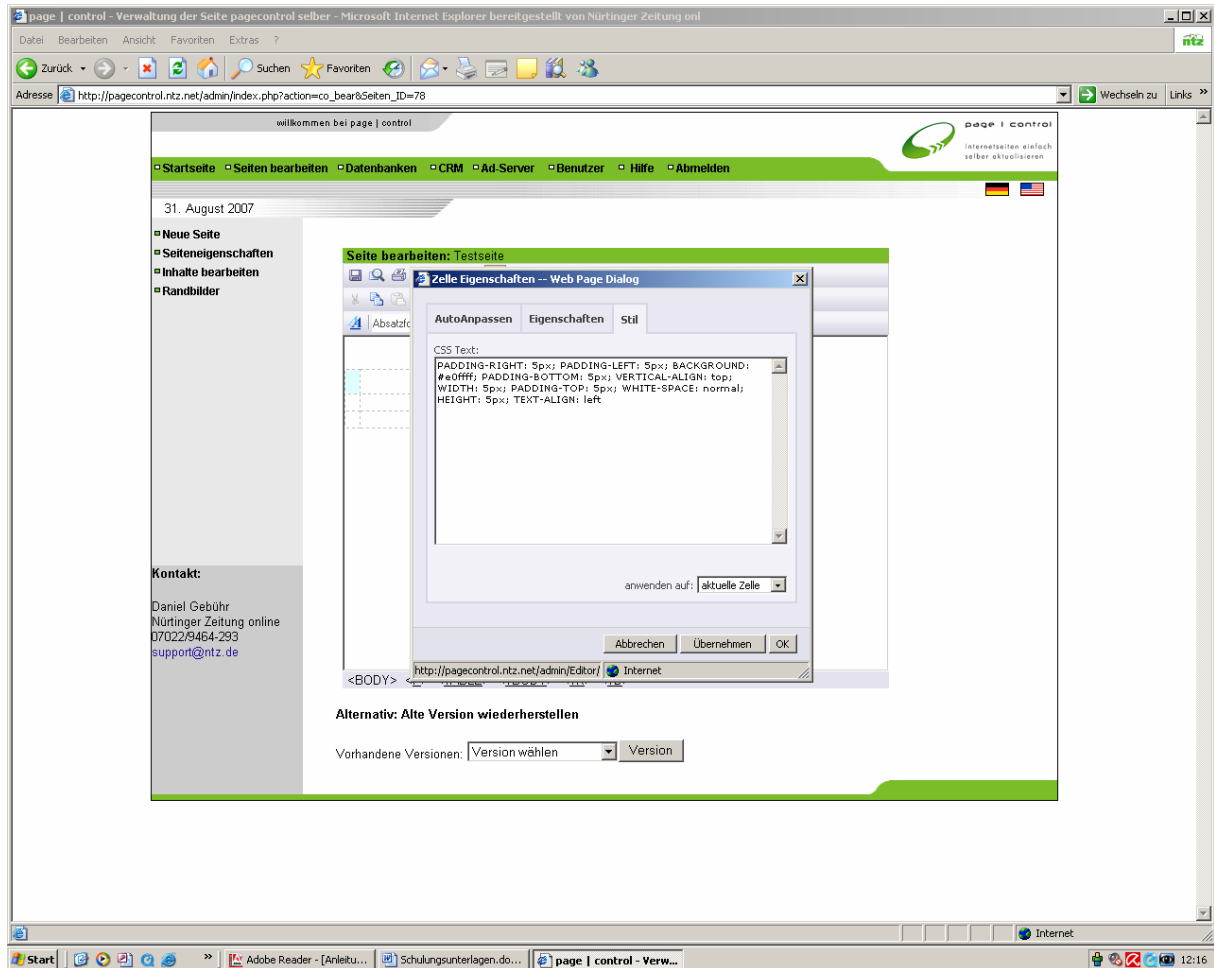 page | control - Verwaltung der Seite pagecontrol selber - Microsoft Internet Explorer bereitgestellt von Nürtinger Zeitung onl
Datei Bearbeiten Ansicht Favoriten Extras ?
ntz
Zurück Suchen Favoriten
Adresse http://pagecontrol.ntz.net/admin/index.php?action=co_bear&Seiten_ID=78 Wechseln zu Links »
willkommen bei page | control
page | control
Internetseiten einfach
selber aktualisieren
Startseite Seiten bearbeiten Datenbanken CRM Ad-Server Benutzer Hilfe Abmelden
31. August 2007
Neue Seite
Seiteneigenschaften
Inhalte bearbeiten
Randbilder
Seite bearbeiten: Testseite
Zelle Eigenschaften -- Web Page Dialog
Absatzfo
AutoAnpassen Eigenschaften Stil
CSS Text:
PADDING-RIGHT: 5px; PADDING-LEFT: 5px; BACKGROUND:
#e0ffff; PADDING-BOTTOM: 5px; VERTICAL-ALIGN: top;
WIDTH: 5px; PADDING-TOP: 5px; WHITE-SPACE: normal;
HEIGHT: 5px; TEXT-ALIGN: left
anwenden auf: aktuelle Zelle
Abbrechen Übernehmen OK
http://pagecontrol.ntz.net/admin/Editor/ Internet
<BODY>
Kontakt:
Daniel Gebühr
Nürtinger Zeitung online
07022/9464-293
support@ntz.de
Alternativ: Alte Version wiederherstellen
Vorhandene Versionen: Version wählen Version
Internet
Start » Adobe Reader - [Anleitu... Schulungsunterlagen.do... page | control - Verw... 12:16